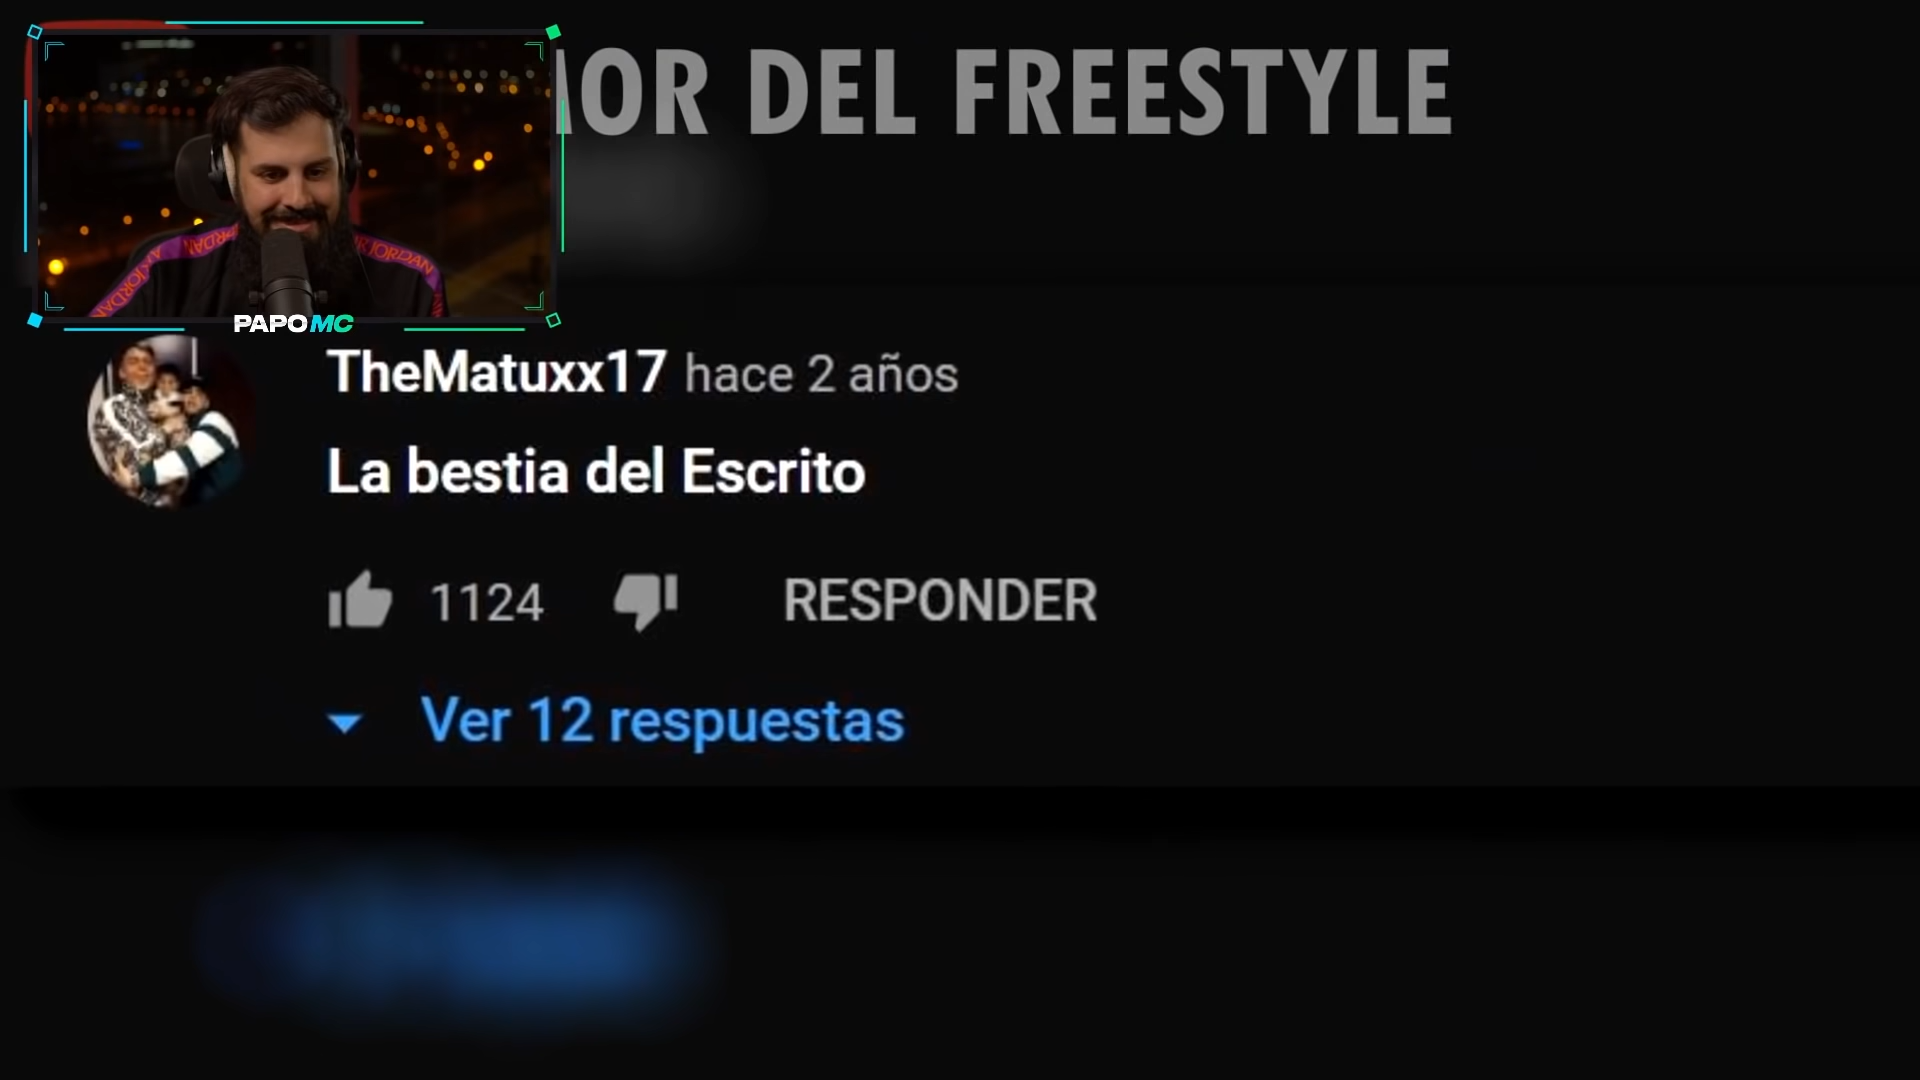 OR DEL FREESTYLE
PAPO MC
TheMatuxx17 hace 2 años
La bestia del Escrito
1124 RESPONDER
Ver 12 respuestas